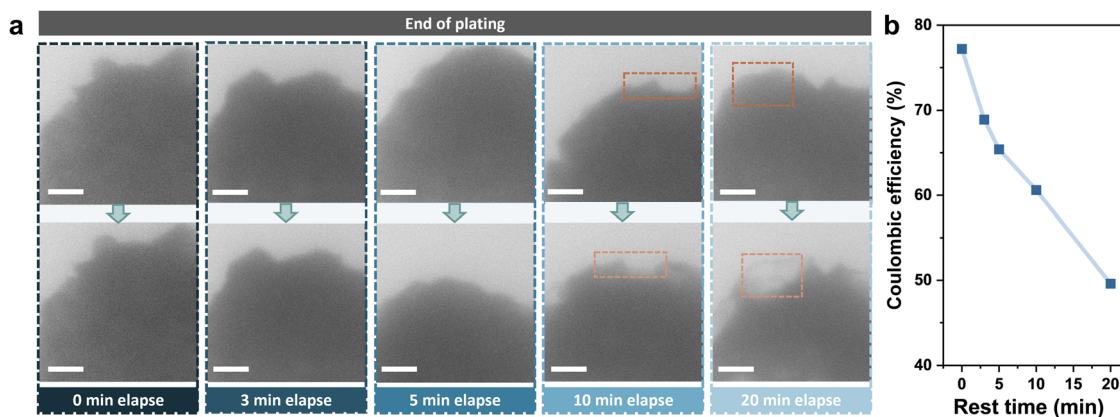 a
End of plating
0 min elapse
3 min elapse
5 min elapse
10 min elapse
20 min elapse
b
Coulombic efficiency (%)
80
70
60
50
40
0
5
10
15
20
Rest time (min)